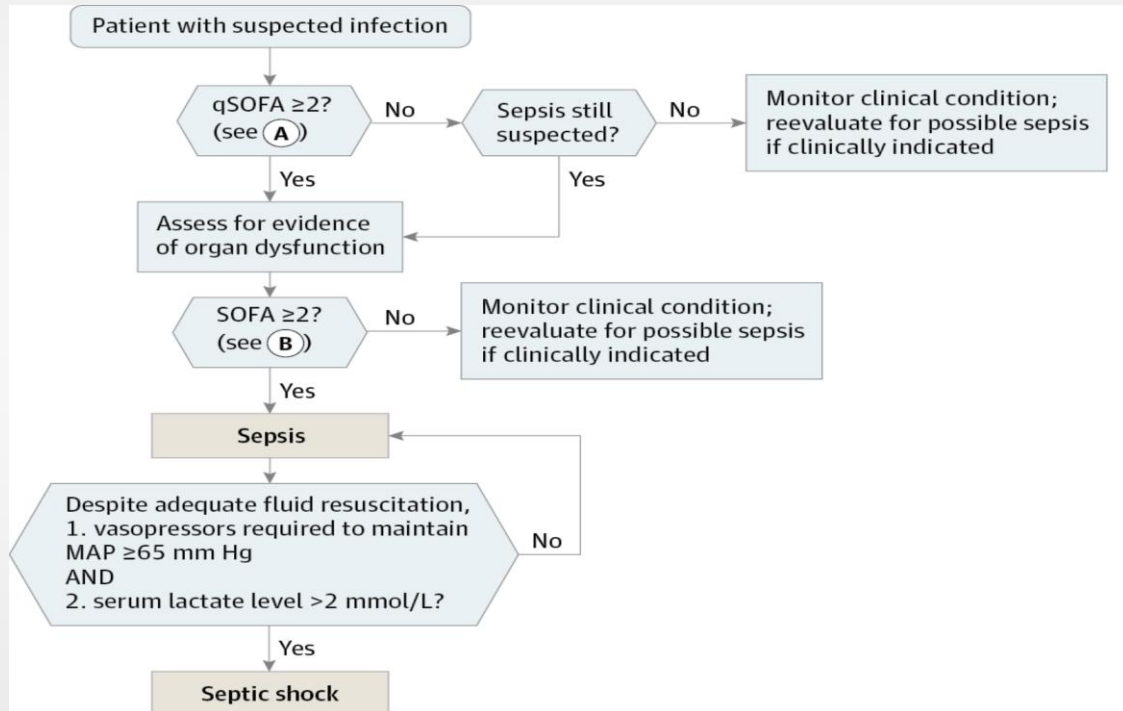 Patient with suspected infection
qSOFA ≥2?
(see A)
No
Sepsis still
suspected?
No
Monitor clinical condition;
reevaluate for possible sepsis
if clinically indicated
Yes
Yes
Assess for evidence
of organ dysfunction
SOFA ≥2?
(see B)
No
Monitor clinical condition;
reevaluate for possible sepsis
if clinically indicated
Yes
Sepsis
Despite adequate fluid resuscitation,
1. vasopressors required to maintain
MAP ≥65 mm Hg
AND
2. serum lactate level >2 mmol/L?
No
Yes
Septic shock